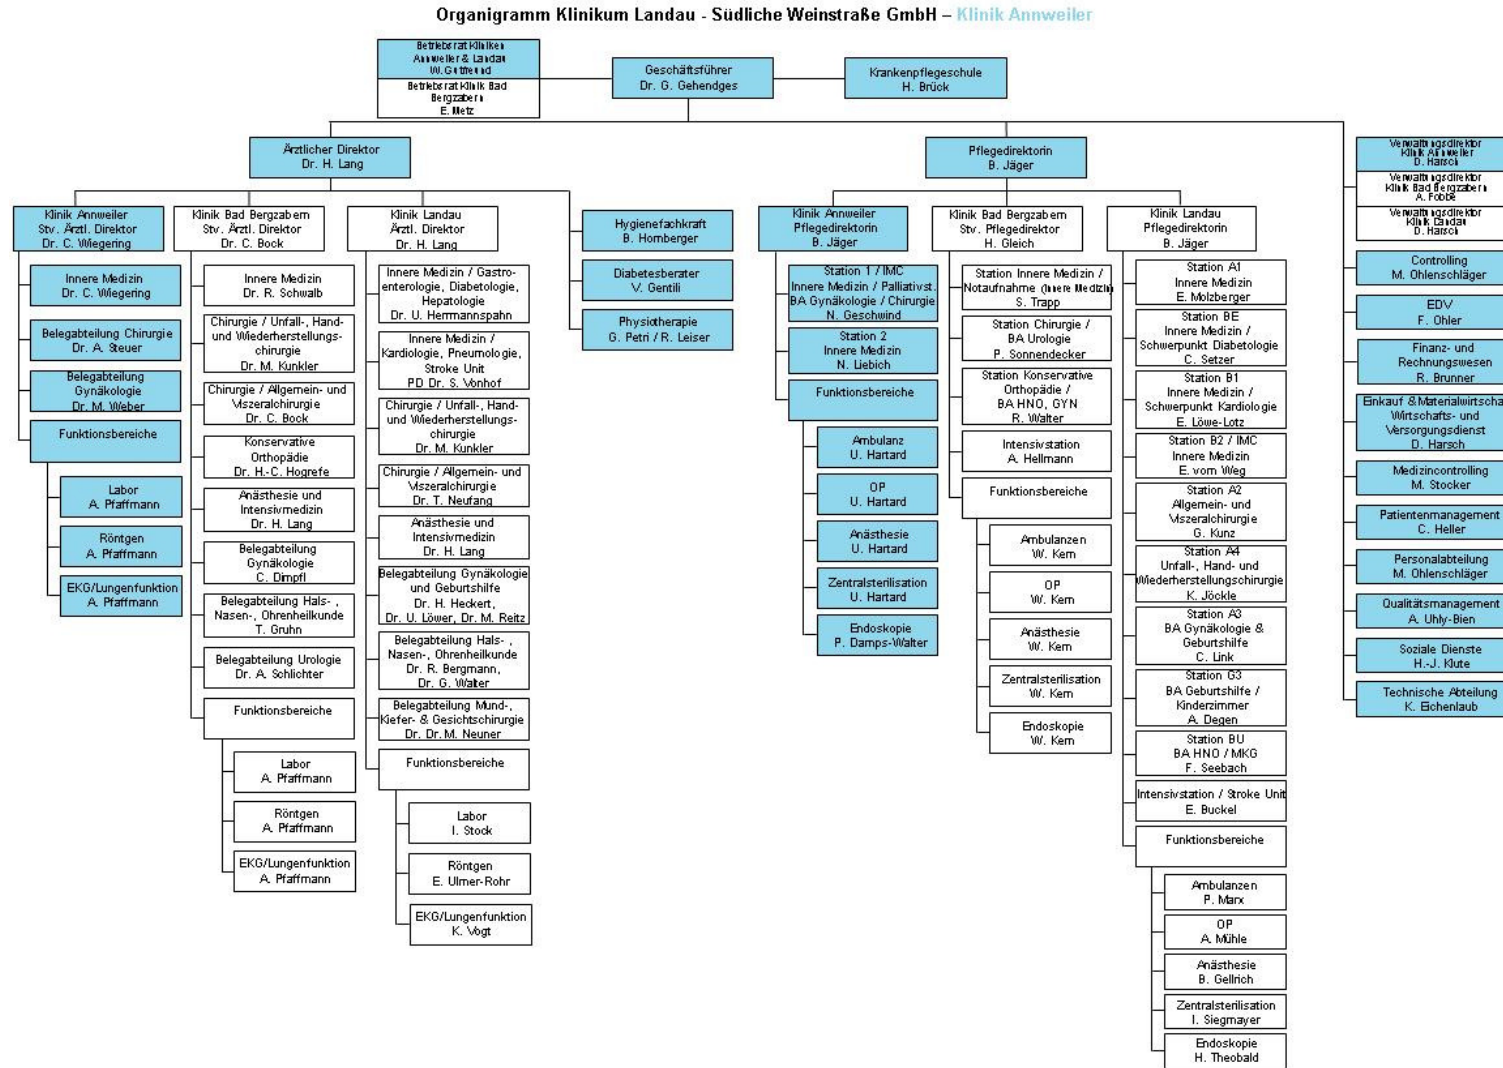 Organigramm Klinikum Landau - Südliche Weinstraße GmbH – Klinik Annweiler
Betriebsrat Kliniken
Annweiler & Landau
W. Gutfreund
Betriebsrat Klinik Bad
Bergzabern
E. Metz
Geschäftsführer
Dr. G. Gehendges
Krankenpflegeschule
H. Brück
Ärztlicher Direktor
Dr. H. Lang
Pflegedirektorin
B. Jäger
Klinik Annweiler
Stv. Ärztl. Direktor
Dr. C. Wiegering
Innere Medizin
Dr. C. Wiegering
Belegabteilung Chirurgie
Dr. A. Steuer
Belegabteilung
Gynäkologie
Dr. M. Weber
Funktionsbereiche
Labor
A. Pfaffmann
Röntgen
A. Pfaffmann
EKG/Lungenfunktion
A. Pfaffmann
Klinik Bad Bergzabern
Stv. Ärztl. Direktor
Dr. C. Bock
Innere Medizin
Dr. R. Schwalb
Chirurgie / Unfall-, Hand-
und Wiederherstellungs-
chirurgie
Dr. M. Kunkler
Chirurgie / Allgemein- und
Viszeralchirurgie
Dr. C. Bock
Konservative
Orthopädie
Dr. H.-C. Hogrefe
Anästhesie und
Intensivmedizin
Dr. H. Lang
Belegabteilung
Gynäkologie
C. Dimpfl
Belegabteilung Hals- ,
Nasen-, Ohrenheilkunde
T. Gruhn
Belegabteilung Urologie
Dr. A. Schlichter
Funktionsbereiche
Labor
A. Pfaffmann
Röntgen
A. Pfaffmann
EKG/Lungenfunktion
A. Pfaffmann
Klinik Landau
Ärztl. Direktor
Dr. H. Lang
Innere Medizin / Gastro-
enterologie, Diabetologie,
Hepatologie
Dr. U. Herrmannspahn
Innere Medizin /
Kardiologie, Pneumologie,
Stroke Unit
PD Dr. S. Vonhof
Chirurgie / Unfall-, Hand-
und Wiederherstellungs-
chirurgie
Dr. M. Kunkler
Chirurgie / Allgemein- und
Viszeralchirurgie
Dr. T. Neufang
Anästhesie und
Intensivmedizin
Dr. H. Lang
Belegabteilung Gynäkologie
und Geburtshilfe
Dr. H. Heckert,
Dr. U. Löwer, Dr. M. Reitz
Belegabteilung Hals- ,
Nasen-, Ohrenheilkunde
Dr. R. Bergmann,
Dr. G. Walter
Belegabteilung Mund-,
Kiefer- & Gesichtschirurgie
Dr. Dr. M. Neuner
Funktionsbereiche
Labor
I. Stock
Röntgen
E. Ulmer-Rohr
EKG/Lungenfunktion
K. Vogt
Hygienefachkraft
B. Hornberger
Diabetesberater
V. Gentili
Physiotherapie
G. Petri / R. Leiser
Klinik Annweiler
Pflegedirektorin
B. Jäger
Station 1 / IMC
Innere Medizin / Palliativst.
BA Gynäkologie / Chirurgie
N. Geschwind
Station 2
Innere Medizin
N. Liebich
Funktionsbereiche
Ambulanz
U. Hartard
OP
U. Hartard
Anästhesie
U. Hartard
Zentralsterilisation
U. Hartard
Endoskopie
P. Damps-Walter
Klinik Bad Bergzabern
Stv. Pflegedirektor
H. Gleich
Station Innere Medizin /
Notaufnahme (Innere Medizin)
S. Trapp
Station Chirurgie /
BA Urologie
P. Sonnendecker
Station Konservative
Orthopädie /
BA HNO, GYN
R. Walter
Intensivstation
A. Hellmann
Funktionsbereiche
Ambulanzen
W. Kern
OP
W. Kern
Anästhesie
W. Kern
Zentralsterilisation
W. Kern
Endoskopie
W. Kern
Klinik Landau
Pflegedirektorin
B. Jäger
Station A1
Innere Medizin
E. Molzberger
Station BE
Innere Medizin /
Schwerpunkt Diabetologie
C. Setzer
Station B1
Innere Medizin /
Schwerpunkt Kardiologie
E. Löwe-Lotz
Station B2 / IMC
Innere Medizin
E. vom Weg
Station A2
Allgemein- und
Viszeralchirurgie
G. Kunz
Station A4
Unfall-, Hand- und
Wiederherstellungschirurgie
K. Jöckle
Station A3
BA Gynäkologie &
Geburtshilfe
C. Link
Station G3
BA Geburtshilfe /
Kinderzimmer
A. Degen
Station BU
BA HNO / MKG
F. Seebach
Intensivstation / Stroke Unit
E. Buckel
Funktionsbereiche
Ambulanzen
P. Marx
OP
A. Mühle
Anästhesie
B. Gellrich
Zentralsterilisation
I. Siegmayer
Endoskopie
H. Theobald
Verwaltungsdirektor
Klinik Annweiler
D. Harsch
Verwaltungsdirektor
Klinik Bad Bergzabern
A. Fobbe
Verwaltungsdirektor
Klinik Landau
D. Harsch
Controlling
M. Ohlenschläger
EDV
F. Ohler
Finanz- und
Rechnungswesen
R. Brunner
Einkauf & Materialwirtscha
Wirtschafts- und
Versorgungsdienst
D. Harsch
Medizincontrolling
M. Stocker
Patientenmanagement
C. Heller
Personalabteilung
M. Ohlenschläger
Qualitätsmanagement
A. Uhly-Bien
Soziale Dienste
H.-J. Klute
Technische Abteilung
K. Eichenlaub